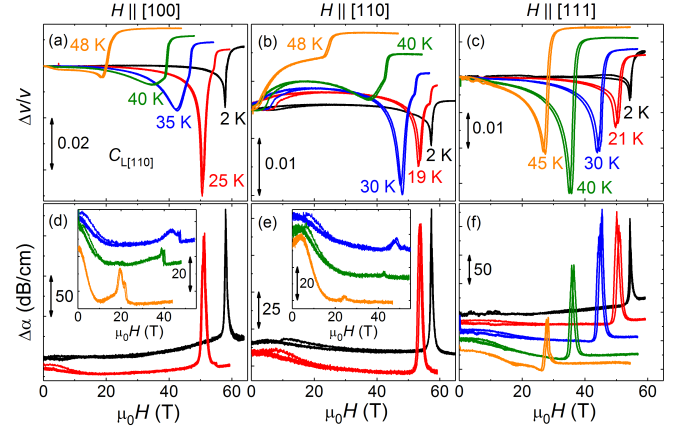 H || [100]
H || [110]
H || [111]
(a)
48 K
40 K
35 K
2 K
25 K
0.02
C_L[110]
Δv/v
(b)
48 K
40 K
2 K
19 K
30 K
0.01
(c)
2 K
21 K
30 K
45 K
40 K
0.01
Δα (dB/cm)
(d)
50
20
0 20 40
μ₀H (T)
(e)
25
20
0 20 40
μ₀H (T)
(f)
50
0 20 40 60
0 20 40 60
0 20 40 60
μ₀H (T)
μ₀H (T)
μ₀H (T)